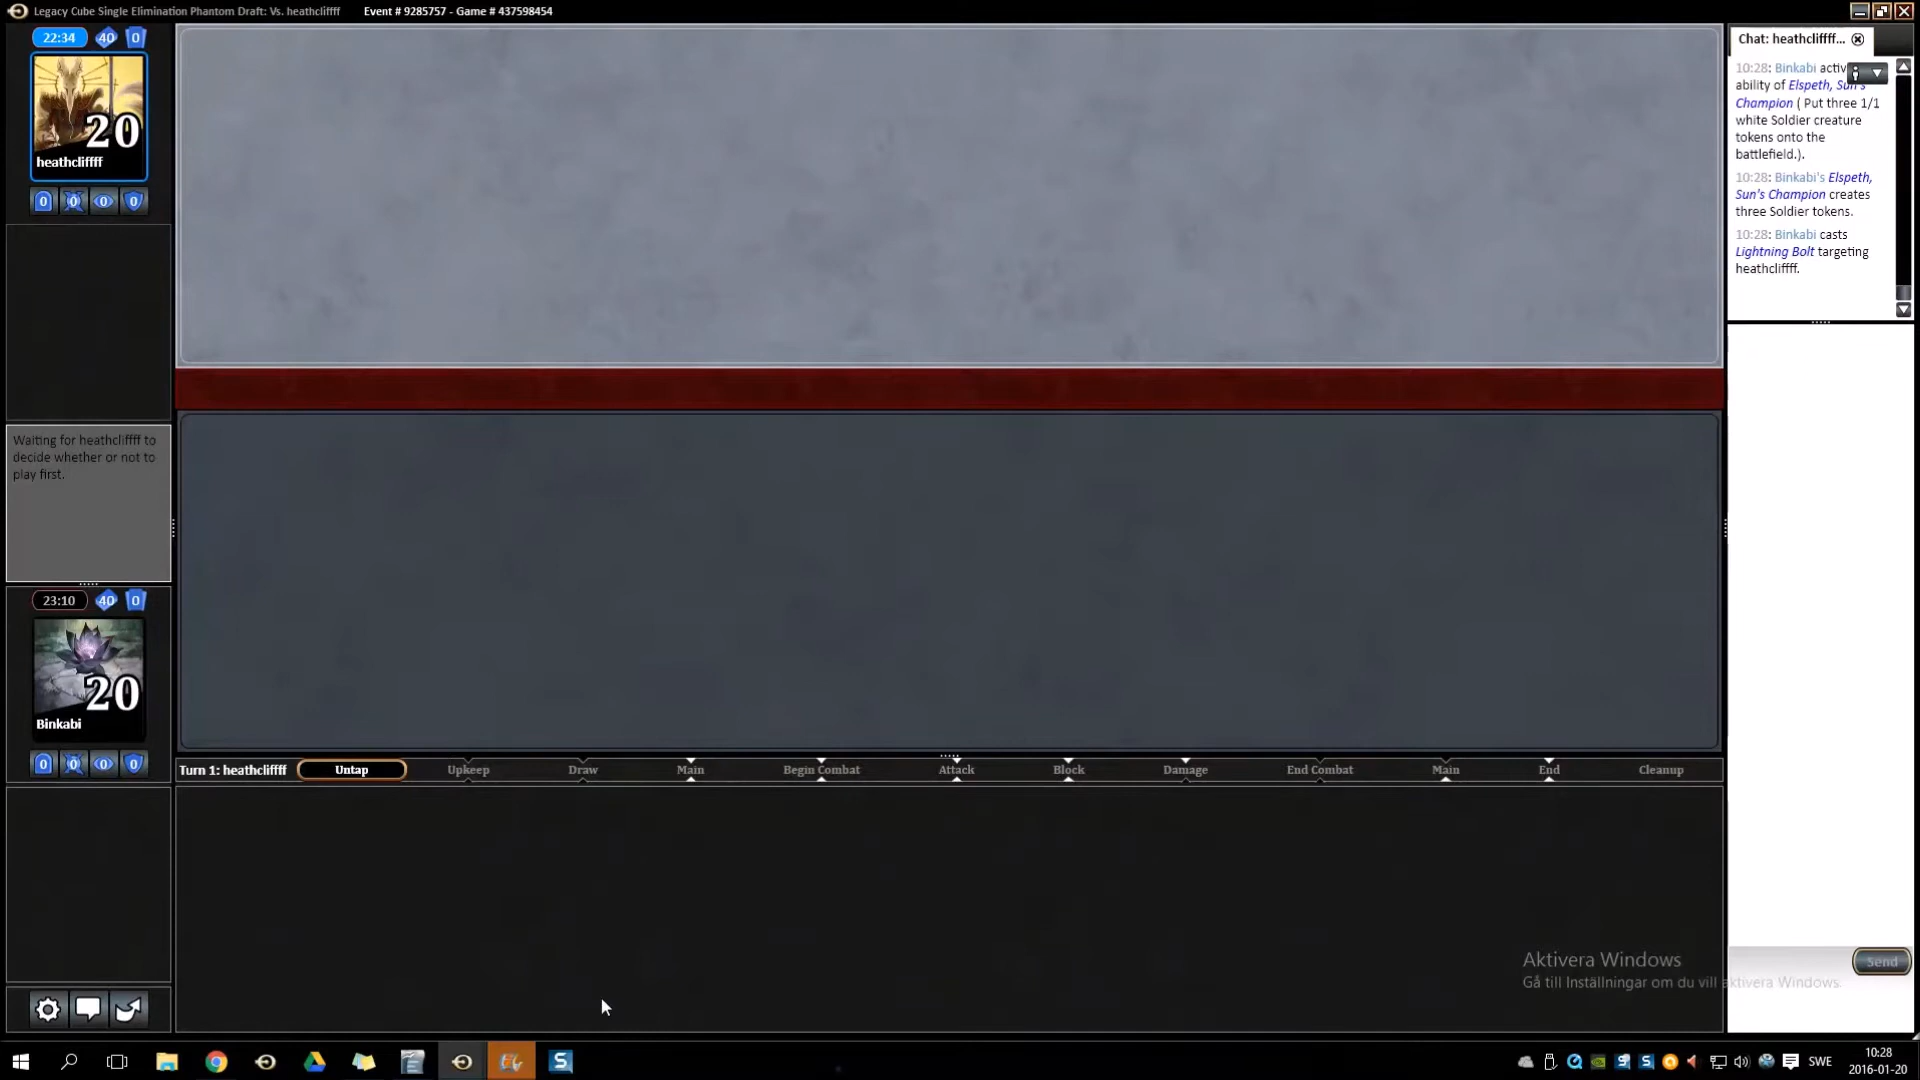 Legacy Cube Single Elimination Phantom Draft: Vs. heathcliffff Event # 9285757 - Game # 437598454
22:34 40 0
20
heathcliffff
0 0 0 0
Waiting for heathcliffff to
decide whether or not to
play first.
23:10 40 0
20
Binkabi
0 0 0 0
Turn 1: heathcliffff Untap Upkeep Draw Main Begin Combat Attack Block Damage End Combat Main End Cleanup
Chat: heathcliffff...
10:28: Binkabi activ
ability of Elspeth, Sun's
Champion ( Put three 1/1
white Soldier creature
tokens onto the
battlefield.).
10:28: Binkabi's Elspeth,
Sun's Champion creates
three Soldier tokens.
10:28: Binkabi casts
Lightning Bolt targeting
heathcliffff.
Send
Aktivera Windows
Gå till Inställningar om du vill aktivera Windows.
SWE
10:28
2016-01-20